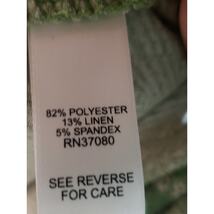 82% POLYESTER
13% LINEN
5% SPANDEX
RN37080
SEE REVERSE
FOR CARE